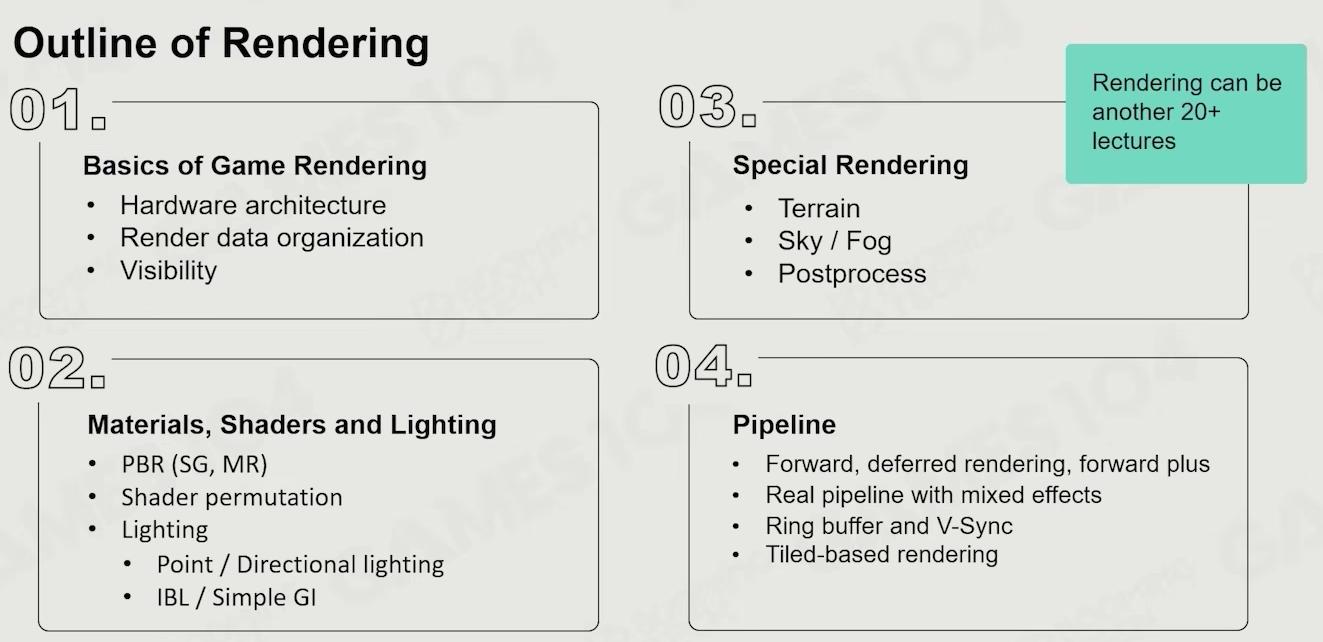 Outline of Rendering
Rendering can be
another 20+
lectures
01.
Basics of Game Rendering
• Hardware architecture
• Render data organization
• Visibility
02.
Materials, Shaders and Lighting
• PBR (SG, MR)
• Shader permutation
• Lighting
• Point / Directional lighting
• IBL / Simple GI
03.
Special Rendering
• Terrain
• Sky / Fog
• Postprocess
04.
Pipeline
• Forward, deferred rendering, forward plus
• Real pipeline with mixed effects
• Ring buffer and V-Sync
• Tiled-based rendering
GAMES104